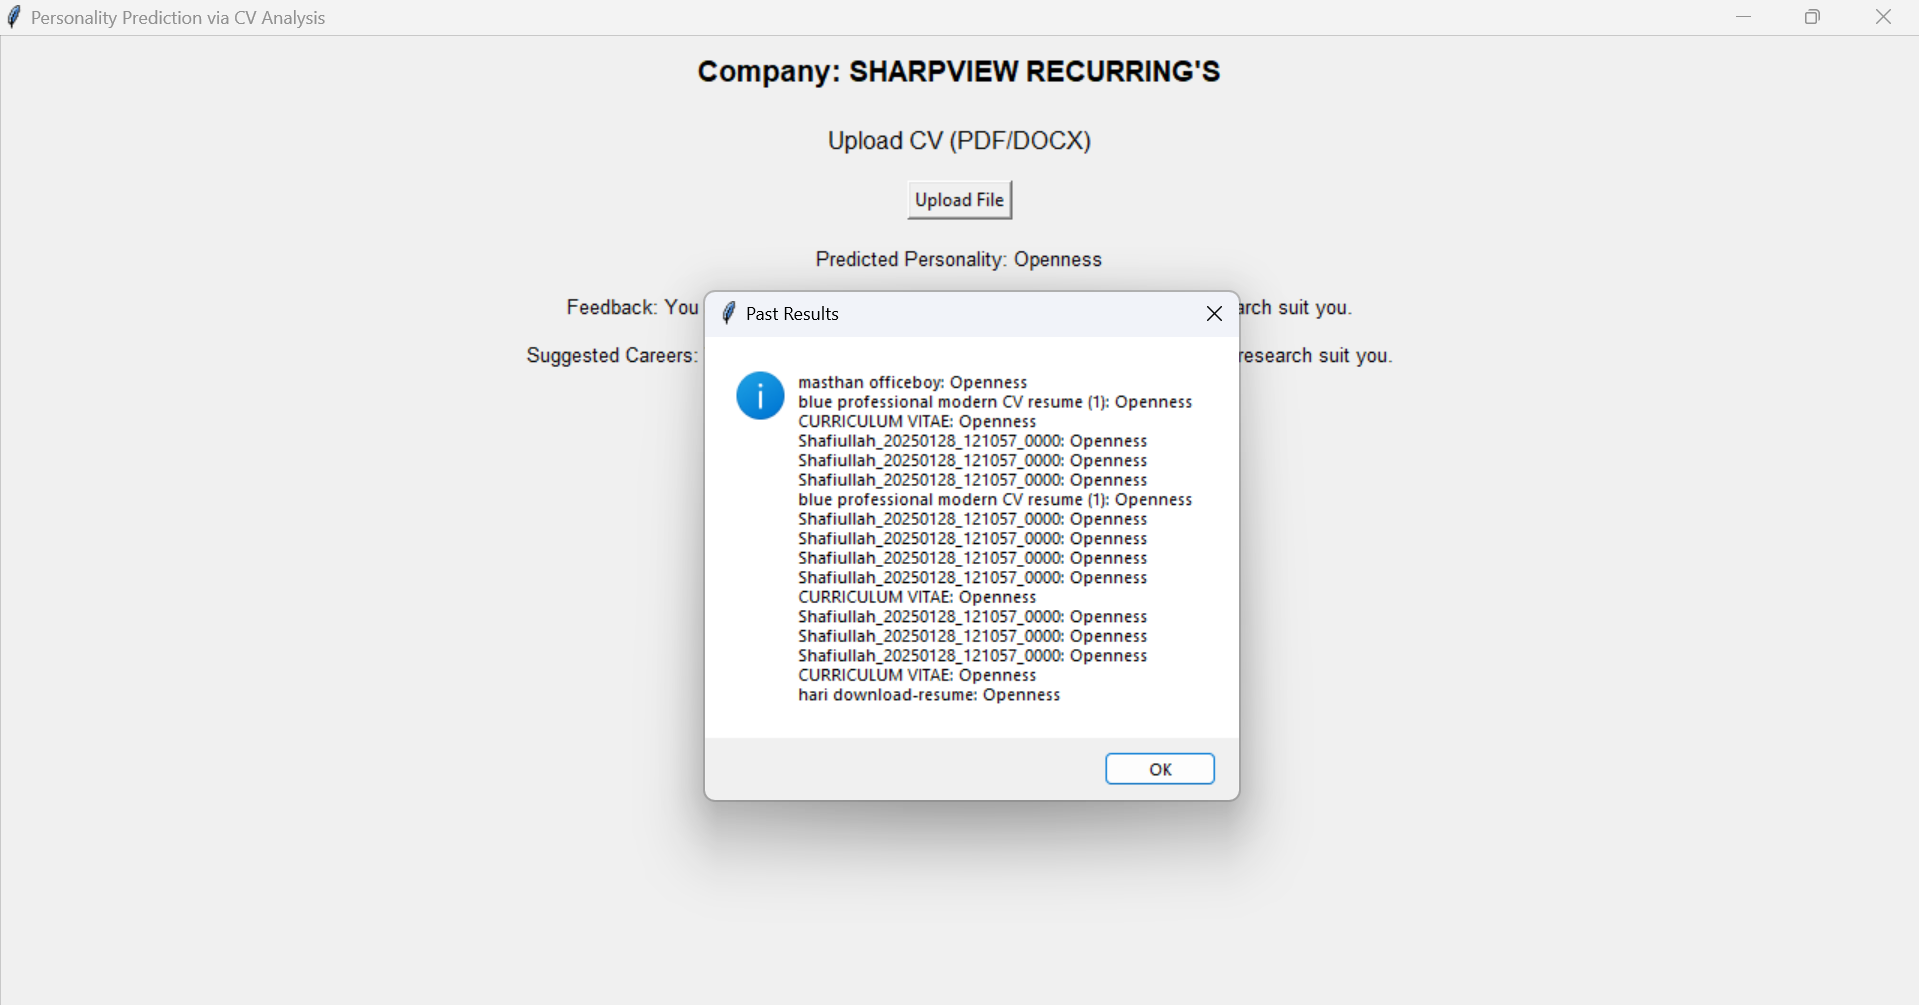 Personality Prediction via CV Analysis
Company: SHARPVIEW RECURRING'S
Upload CV (PDF/DOCX)
Upload File
Predicted Personality: Openness
Feedback: You
arch suit you.
Suggested Careers:
research suit you.
Past Results
i
masthan officeboy: Openness
blue professional modern CV resume (1): Openness
CURRICULUM VITAE: Openness
Shafiullah_20250128_121057_0000: Openness
Shafiullah_20250128_121057_0000: Openness
Shafiullah_20250128_121057_0000: Openness
blue professional modern CV resume (1): Openness
Shafiullah_20250128_121057_0000: Openness
Shafiullah_20250128_121057_0000: Openness
Shafiullah_20250128_121057_0000: Openness
Shafiullah_20250128_121057_0000: Openness
CURRICULUM VITAE: Openness
Shafiullah_20250128_121057_0000: Openness
Shafiullah_20250128_121057_0000: Openness
Shafiullah_20250128_121057_0000: Openness
CURRICULUM VITAE: Openness
hari download-resume: Openness
OK